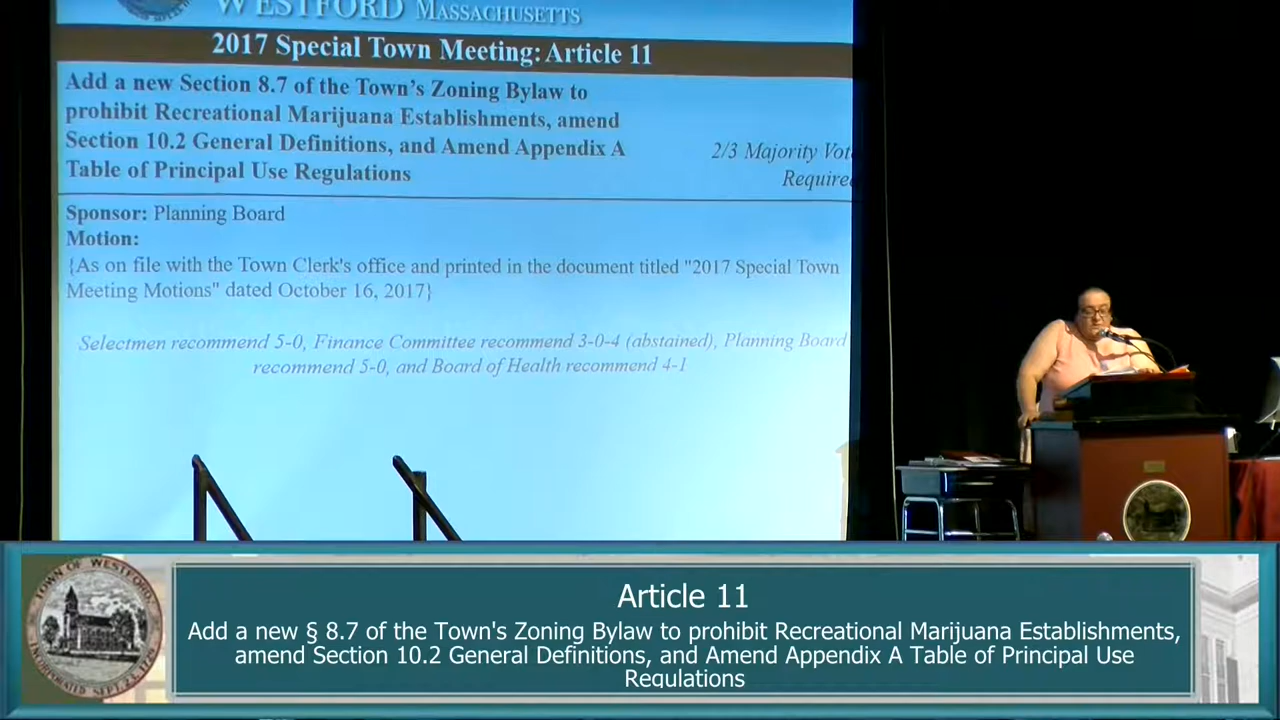 WESTFORD MASSACHUSETTS
2017 Special Town Meeting: Article 11
Add a new Section 8.7 of the Town's Zoning Bylaw to
prohibit Recreational Marijuana Establishments, amend
Section 10.2 General Definitions, and Amend Appendix A
Table of Principal Use Regulations
2/3 Majority Vot
Require
Sponsor: Planning Board
Motion:
{As on file with the Town Clerk's office and printed in the document titled "2017 Special Town
Meeting Motions" dated October 16, 2017}
Selectmen recommend 5-0, Finance Committee recommend 3-0-4 (abstained), Planning Board
recommend 5-0, and Board of Health recommend 4-1
TOWN OF WESTFORD
Article 11
Add a new § 8.7 of the Town's Zoning Bylaw to prohibit Recreational Marijuana Establishments,
amend Section 10.2 General Definitions, and Amend Appendix A Table of Principal Use
Regulations